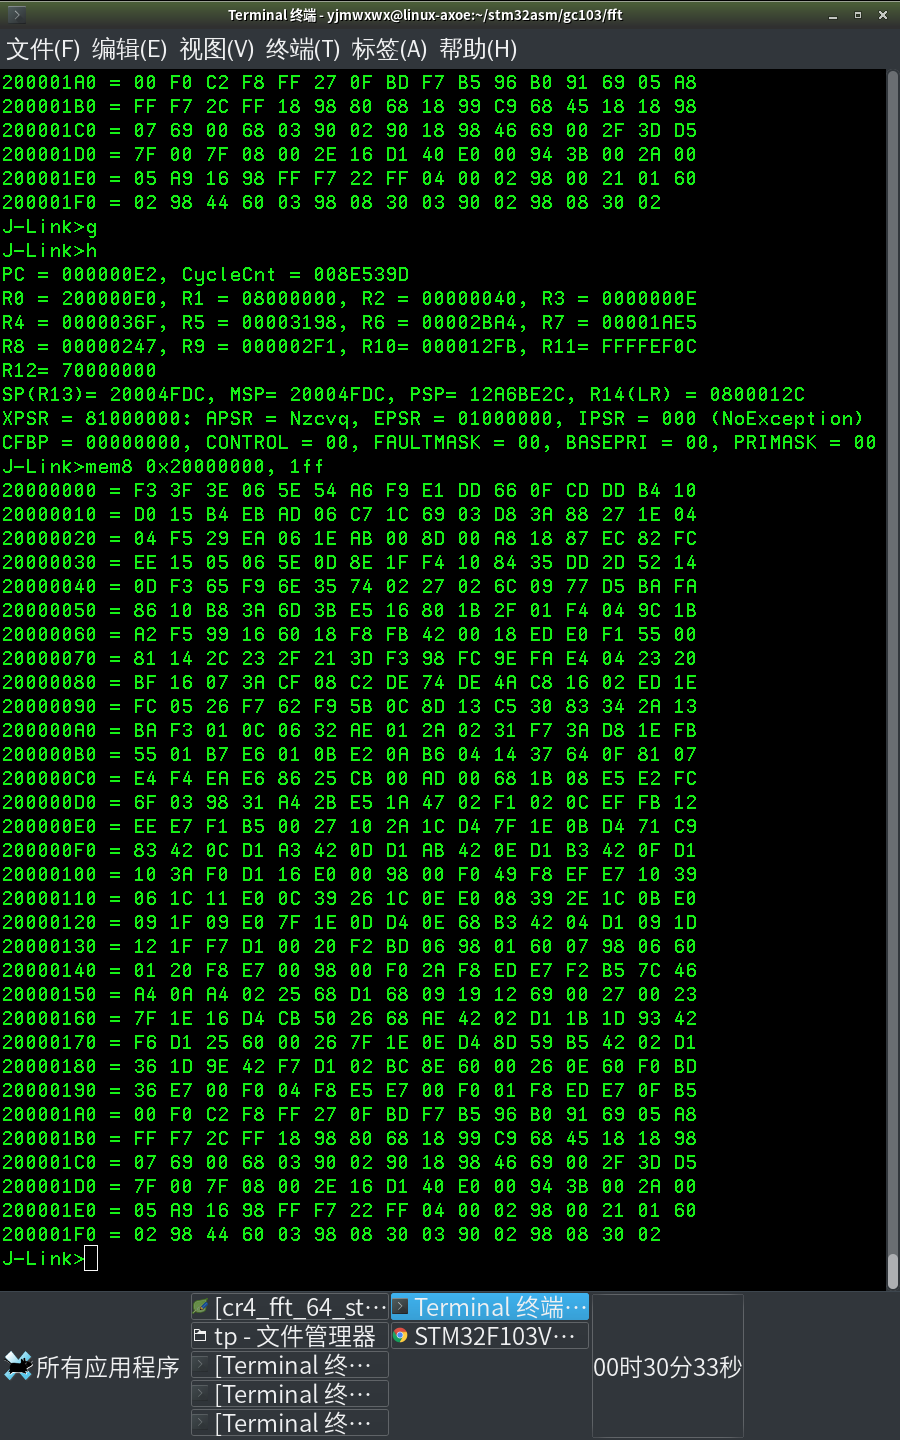 Terminal 终端 - yjmwxwx@linux-axoe:~/stm32asm/gc103/fft
文件(F) 编辑(E) 视图(V) 终端(T) 标签(A) 帮助(H)
200001A0 = 00 F0 C2 F8 FF 27 0F BD F7 B5 96 B0 91 69 05 A8
200001B0 = FF F7 2C FF 18 98 80 68 18 99 C9 68 45 18 18 98
200001C0 = 07 69 00 68 03 90 02 90 18 98 46 69 00 2F 3D D5
200001D0 = 7F 00 7F 08 00 2E 16 D1 40 E0 00 94 3B 00 2A 00
200001E0 = 05 A9 16 98 FF F7 22 FF 04 00 02 98 00 21 01 60
200001F0 = 02 98 44 60 03 98 08 30 03 90 02 98 08 30 02
J-Link>g
J-Link>h
PC = 000000E2, CycleCnt = 008E539D
R0 = 200000E0, R1 = 08000000, R2 = 00000040, R3 = 0000000E
R4 = 0000036F, R5 = 00003198, R6 = 00002BA4, R7 = 00001AE5
R8 = 00000247, R9 = 000002F1, R10= 000012FB, R11= FFFFEF0C
R12= 70000000
SP(R13)= 20004FDC, MSP= 20004FDC, PSP= 12A6BE2C, R14(LR) = 0800012C
XPSR = 81000000: APSR = Nzcvq, EPSR = 01000000, IPSR = 000 (NoException)
CFBP = 00000000, CONTROL = 00, FAULTMASK = 00, BASEPRI = 00, PRIMASK = 00
J-Link>mem8 0x20000000, 1ff
20000000 = F3 3F 3E 06 5E 54 A6 F9 E1 DD 66 0F CD DD B4 10
20000010 = D0 15 B4 EB AD 06 C7 1C 69 03 D8 3A 88 27 1E 04
20000020 = 04 F5 29 EA 06 1E AB 00 8D 00 A8 18 87 EC 82 FC
20000030 = EE 15 05 06 5E 0D 8E 1F F4 10 84 35 DD 2D 52 14
20000040 = 0D F3 65 F9 6E 35 74 02 27 02 6C 09 77 D5 BA FA
20000050 = 86 10 B8 3A 6D 3B E5 16 80 1B 2F 01 F4 04 9C 1B
20000060 = A2 F5 99 16 60 18 F8 FB 42 00 18 ED E0 F1 55 00
20000070 = 81 14 2C 23 2F 21 3D F3 98 FC 9E FA E4 04 23 20
20000080 = BF 16 07 3A CF 08 C2 DE 74 DE 4A C8 16 02 ED 1E
20000090 = FC 05 26 F7 62 F9 5B 0C 8D 13 C5 30 83 34 2A 13
200000A0 = BA F3 01 0C 06 32 AE 01 2A 02 31 F7 3A D8 1E FB
200000B0 = 55 01 B7 E6 01 0B E2 0A B6 04 14 37 64 0F 81 07
200000C0 = E4 F4 EA E6 86 25 CB 00 AD 00 68 1B 08 E5 E2 FC
200000D0 = 6F 03 98 31 A4 2B E5 1A 47 02 F1 02 0C EF FB 12
200000E0 = EE E7 F1 B5 00 27 10 2A 1C D4 7F 1E 0B D4 71 C9
200000F0 = 83 42 0C D1 A3 42 0D D1 AB 42 0E D1 B3 42 0F D1
20000100 = 10 3A F0 D1 16 E0 00 98 00 F0 49 F8 EF E7 10 39
20000110 = 06 1C 11 E0 0C 39 26 1C 0E E0 08 39 2E 1C 0B E0
20000120 = 09 1F 09 E0 7F 1E 0D D4 0E 68 B3 42 04 D1 09 1D
20000130 = 12 1F F7 D1 00 20 F2 BD 06 98 01 60 07 98 06 60
20000140 = 01 20 F8 E7 00 98 00 F0 2A F8 ED E7 F2 B5 7C 46
20000150 = A4 0A A4 02 25 68 D1 68 09 19 12 69 00 27 00 23
20000160 = 7F 1E 16 D4 CB 50 26 68 AE 42 02 D1 1B 1D 93 42
20000170 = F6 D1 25 60 00 26 7F 1E 0E D4 8D 59 B5 42 02 D1
20000180 = 36 1D 9E 42 F7 D1 02 BC 8E 60 00 26 0E 60 F0 BD
20000190 = 36 E7 00 F0 04 F8 E5 E7 00 F0 01 F8 ED E7 0F B5
200001A0 = 00 F0 C2 F8 FF 27 0F BD F7 B5 96 B0 91 69 05 A8
200001B0 = FF F7 2C FF 18 98 80 68 18 99 C9 68 45 18 18 98
200001C0 = 07 69 00 68 03 90 02 90 18 98 46 69 00 2F 3D D5
200001D0 = 7F 00 7F 08 00 2E 16 D1 40 E0 00 94 3B 00 2A 00
200001E0 = 05 A9 16 98 FF F7 22 FF 04 00 02 98 00 21 01 60
200001F0 = 02 98 44 60 03 98 08 30 03 90 02 98 08 30 02
J-Link>
所有应用程序
[cr4_fft_64_st…
tp - 文件管理器
[Terminal 终…
[Terminal 终…
[Terminal 终…
Terminal 终端…
STM32F103V…
00时30分33秒